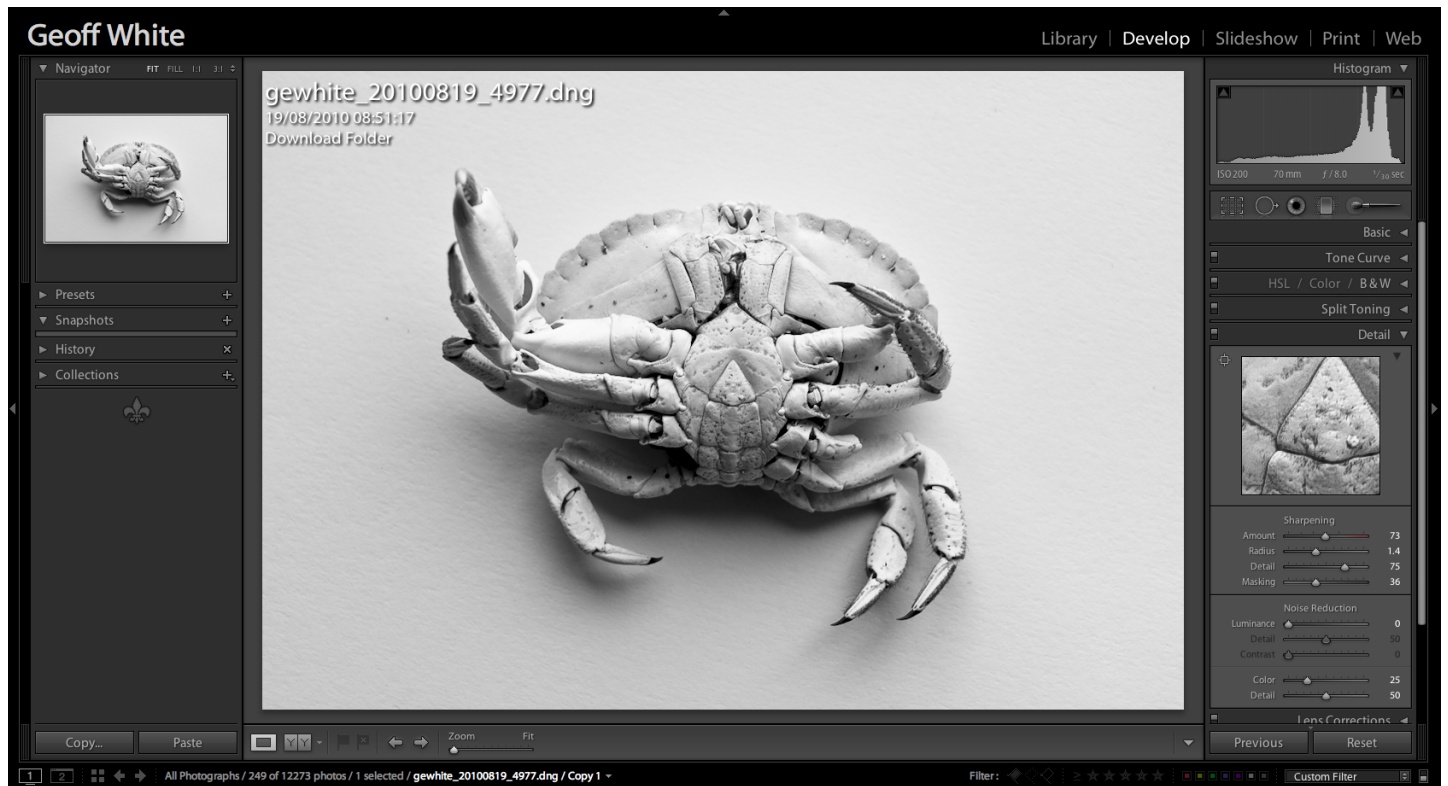 Geoff White
Library | Develop | Slideshow | Print | Web
Navigator FIT FILL 1:1 3:1
Histogram
gewhite_20100819_4977.dng
19/08/2010 08:51:17
Download Folder
ISO 200 70 mm ƒ / 8.0 1/30 sec
Basic
Tone Curve
HSL / Color / B & W
Split Toning
Detail
Presets
Snapshots
History
Collections
Sharpening
Amount 73
Radius 1.4
Detail 75
Masking 36
Noise Reduction
Luminance 0
Detail 50
Contrast 0
Color 25
Detail 50
Lens Corrections
Copy... Paste
YY
Zoom Fit
Previous Reset
1 2 All Photographs / 249 of 12273 photos / 1 selected / gewhite_20100819_4977.dng / Copy 1
Filter : ≥ Custom Filter